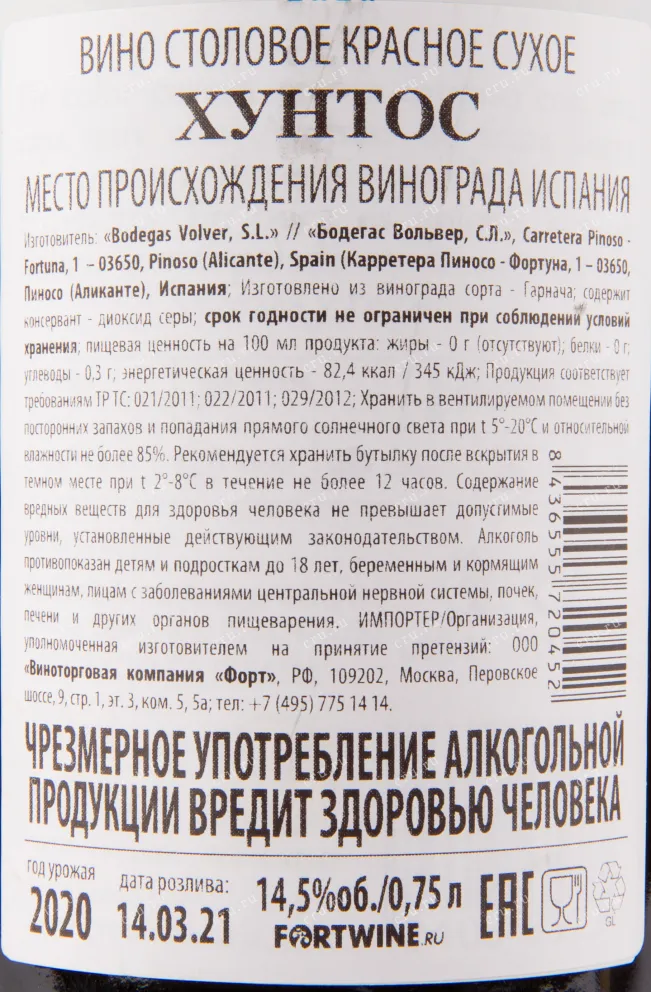 ВИНО СТОЛОВОЕ КРАСНОЕ СУХОЕ
ХУНТОС
МЕСТО ПРОИСХОЖДЕНИЯ ВИНОГРАДА ИСПАНИЯ
Изготовитель: «Bodegas Volver, S.L.» // «Бодегас Вольвер, С.Л.», Carretera Pinoso -
Fortuna, 1 – 03650, Pinoso (Alicante), Spain (Карретера Пиносо - Фортуна, 1 – 03650,
Пиносо (Аликанте), Испания; Изготовлено из винограда сорта - Гарнача; содержит
консервант - диоксид серы; срок годности не ограничен при соблюдений условий
хранения; пищевая ценность на 100 мл продукта: жиры - 0 г (отсутствуют); белки - 0 г;
углеводы - 0,3 г; энергетическая ценность - 82,4 ккал / 345 кДж; Продукция соответствует
требованиям ТР ТС: 021/2011; 022/2011; 029/2012; Хранить в вентилируемом помещении без
посторонних запахов и попадания прямого солнечного света при t 5°-20°С и относительной
влажности не более 85%. Рекомендуется хранить бутылку после вскрытия в
темном месте при t 2°-8°С в течение не более 12 часов. Содержание
вредных веществ для здоровья человека не превышает допустимые
уровни, установленные действующим законодательством. Алкоголь
противопоказан детям и подросткам до 18 лет, беременным и кормящим
женщинам, лицам с заболеваниями центральной нервной системы, почек,
печени и других органов пищеварения. ИМПОРТЕР/Организация,
уполномоченная изготовителем на принятие претензий: ООО
«Виноторговая компания «Форт», РФ, 109202, Москва, Перовское
шоссе, 9, стр. 1, эт. 3, ком. 5, 5а; тел: +7 (495) 775 14 14.
8 436555 720452
ЧРЕЗМЕРНОЕ УПОТРЕБЛЕНИЕ АЛКОГОЛЬНОЙ
ПРОДУКЦИИ ВРЕДИТ ЗДОРОВЬЮ ЧЕЛОВЕКА
год урожая
2020
дата розлива:
14.03.21
14,5%об./0,75 л
FORTWINE.RU
EAC
GL
cru.ru